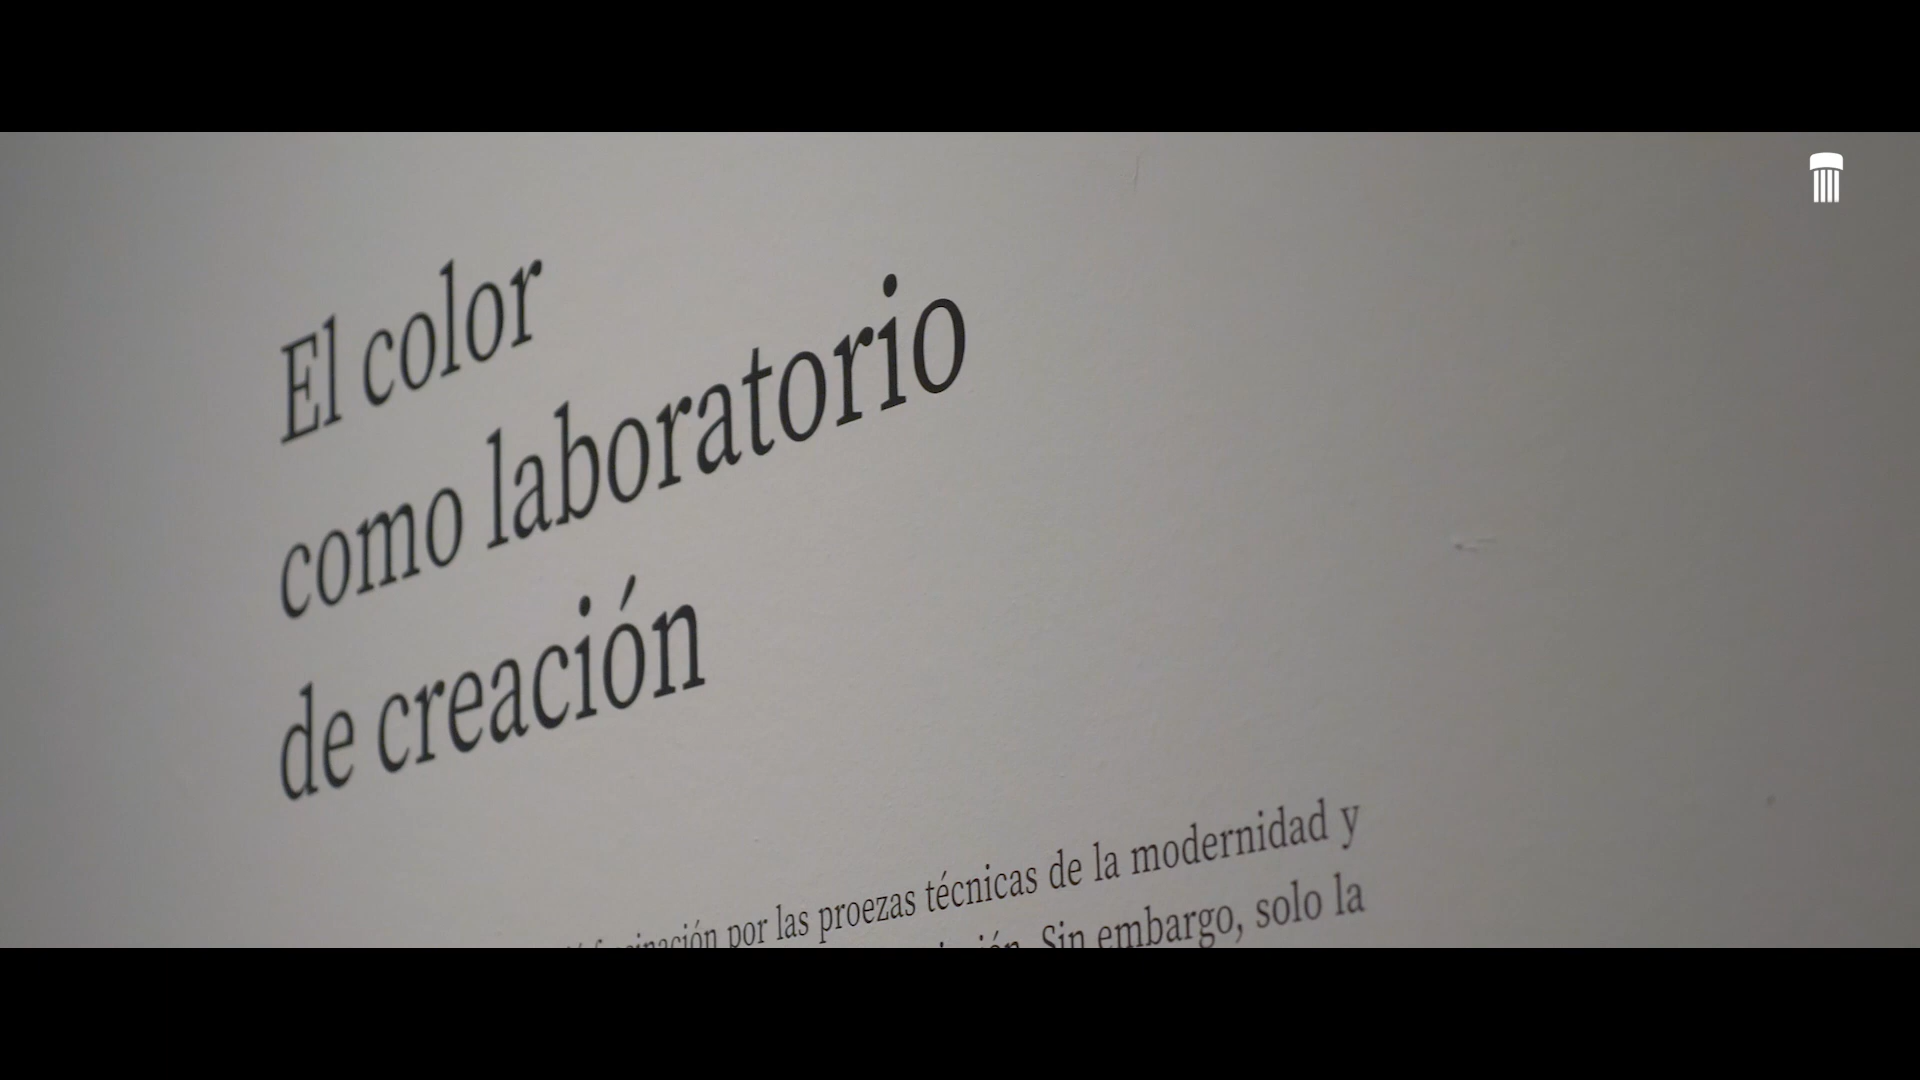 El color
como laboratorio
de creación
por las proezas técnicas de la modernidad y
Sin embargo, solo la